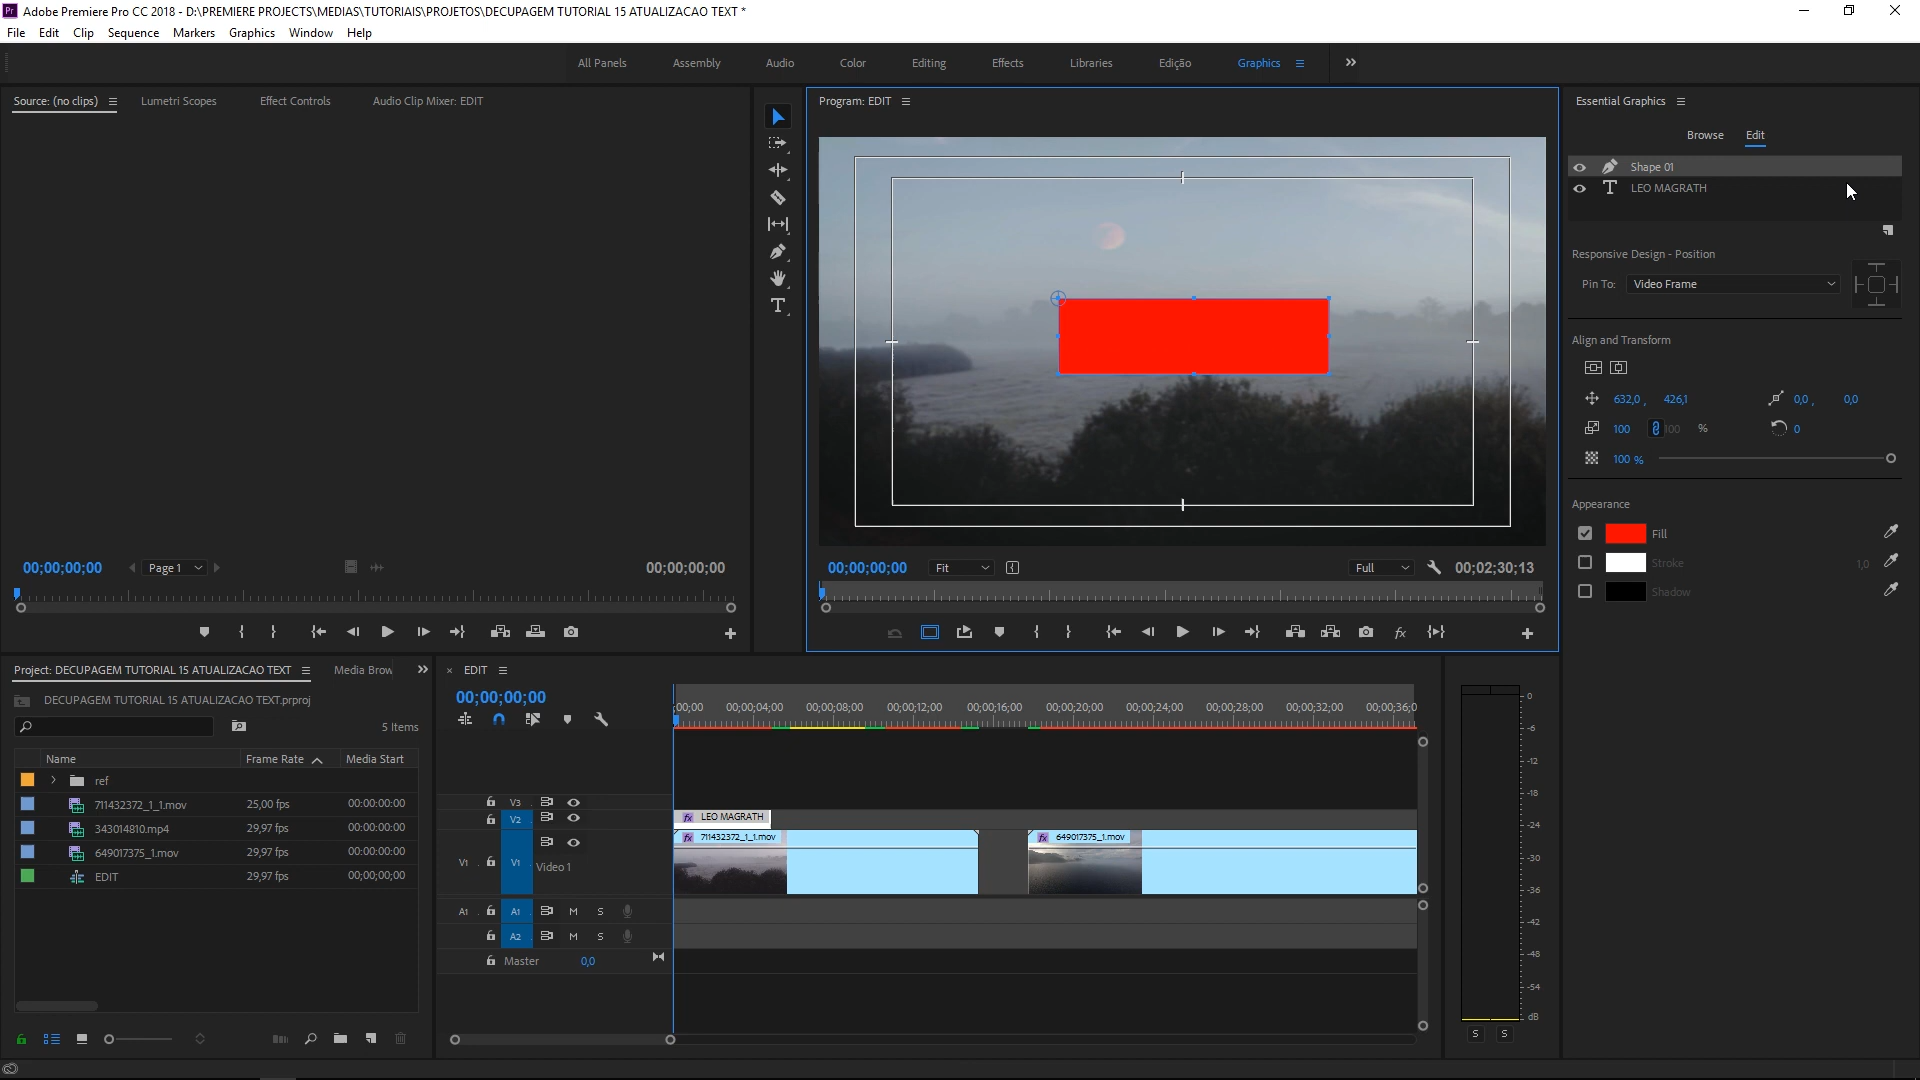 Pr Adobe Premiere Pro CC 2018 - D:\PREMIERE PROJECTS\MEDIAS\TUTORIAIS\PROJETOS\DECUPAGEM TUTORIAL 15 ATUALIZACAO TEXT *
File Edit Clip Sequence Markers Graphics Window Help
All Panels Assembly Audio Color Editing Effects Libraries Edição Graphics
Source: (no clips) Lumetri Scopes Effect Controls Audio Clip Mixer: EDIT
Program: EDIT
Essential Graphics
Browse Edit
Shape 01
LEO MAGRATH
Responsive Design - Position
Pin To: Video Frame
Align and Transform
632,0 , 426,1 0,0 , 0,0
100 100 % 0
100 %
Appearance
Fill
Stroke 1,0
Shadow
00;00;00;00 Page 1 00;00;00;00
00;00;00;00 Fit Full 00;02;30;13
Project: DECUPAGEM TUTORIAL 15 ATUALIZACAO TEXT Media Brow
DECUPAGEM TUTORIAL 15 ATUALIZACAO TEXT.prproj
5 Items
Name Frame Rate Media Start
ref
711432372_1_1.mov 25,00 fps 00:00:00:00
343014810.mp4 29,97 fps 00:00:00:00
649017375_1.mov 29,97 fps 00:00:00:00
EDIT 29,97 fps 00;00;00;00
× EDIT
00;00;00;00
;00;00 00;00;04;00 00;00;08;00 00;00;12;00 00;00;16;00 00;00;20;00 00;00;24;00 00;00;28;00 00;00;32;00 00;00;36;0
V3
V2 fx LEO MAGRATH
fx 711432372_1_1.mov fx 649017375_1.mov
V1 V1 Video 1
A1 A1 M S
A2 M S
Master 0,0
0
-6
-12
-18
-24
-30
-36
-42
-48
-54
dB
S S